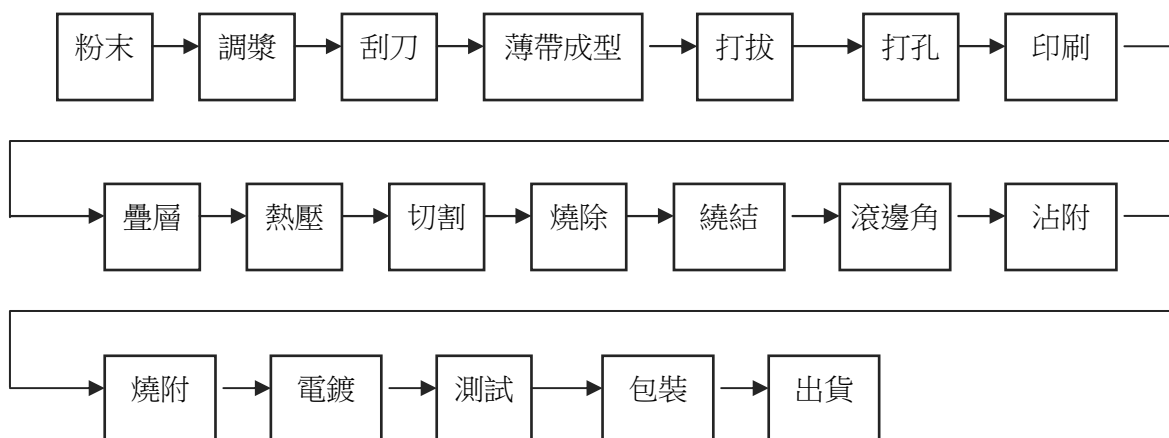 粉末 調漿 刮刀 薄帶成型 打拔 打孔 印刷
疊層 熱壓 切割 燒除 繞結 滾邊角 沾附
燒附 電鍍 測試 包裝 出貨